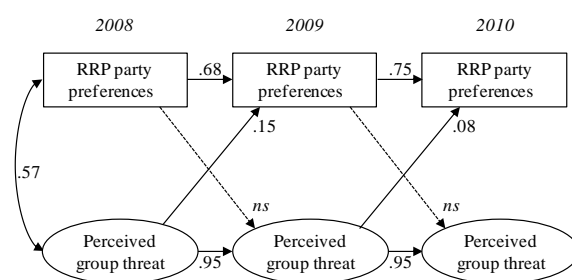 2008 2009 2010
RRP party preferences .68 RRP party preferences .75 RRP party preferences
.15 .08
.57
ns ns
Perceived group threat .95 Perceived group threat .95 Perceived group threat